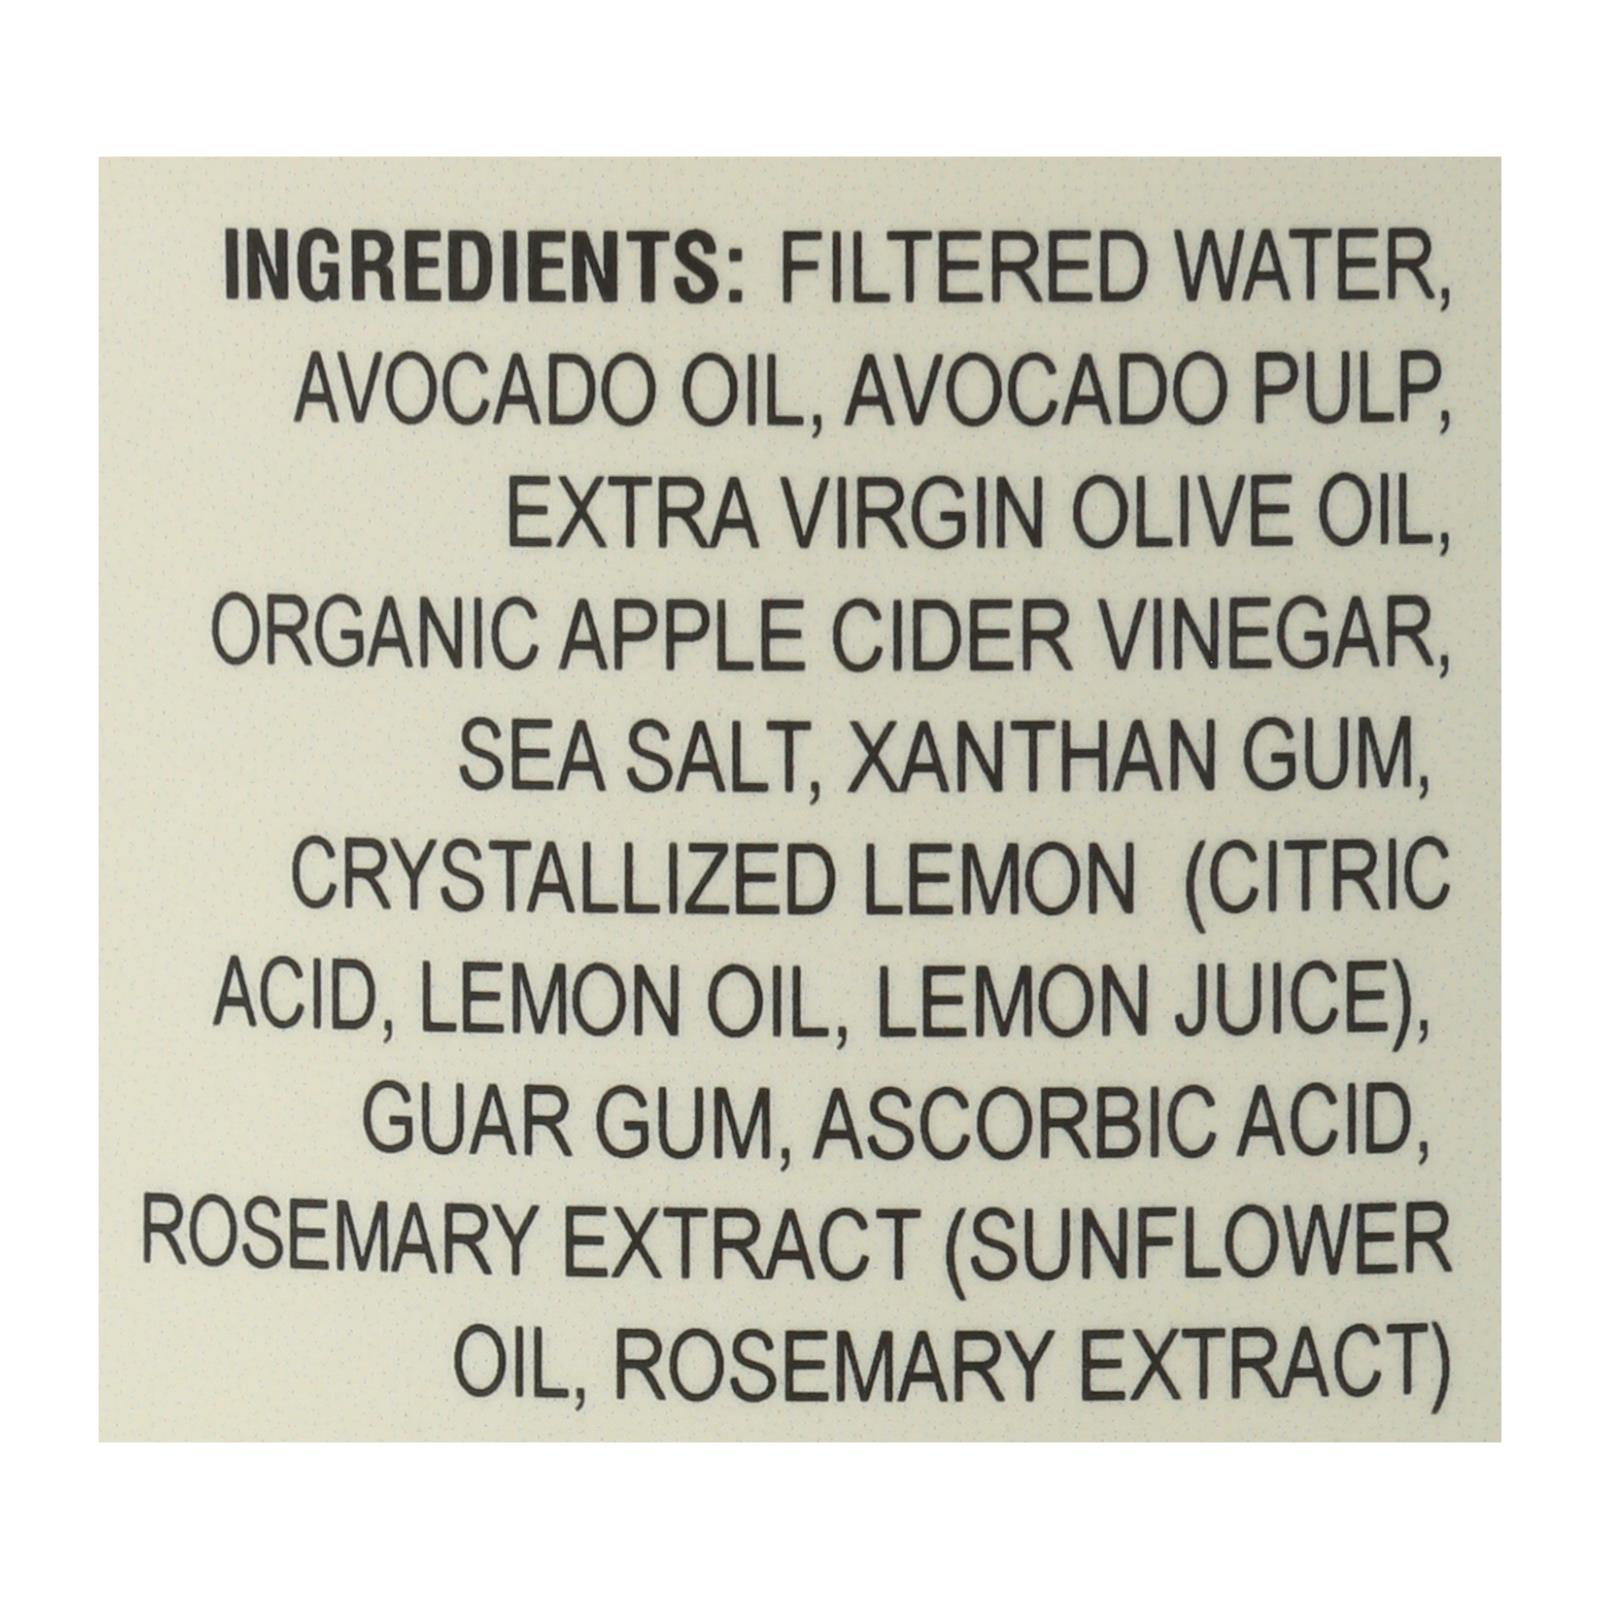 INGREDIENTS: FILTERED WATER,
AVOCADO OIL, AVOCADO PULP,
EXTRA VIRGIN OLIVE OIL,
ORGANIC APPLE CIDER VINEGAR,
SEA SALT, XANTHAN GUM,
CRYSTALLIZED LEMON (CITRIC
ACID, LEMON OIL, LEMON JUICE),
GUAR GUM, ASCORBIC ACID,
ROSEMARY EXTRACT (SUNFLOWER
OIL, ROSEMARY EXTRACT)